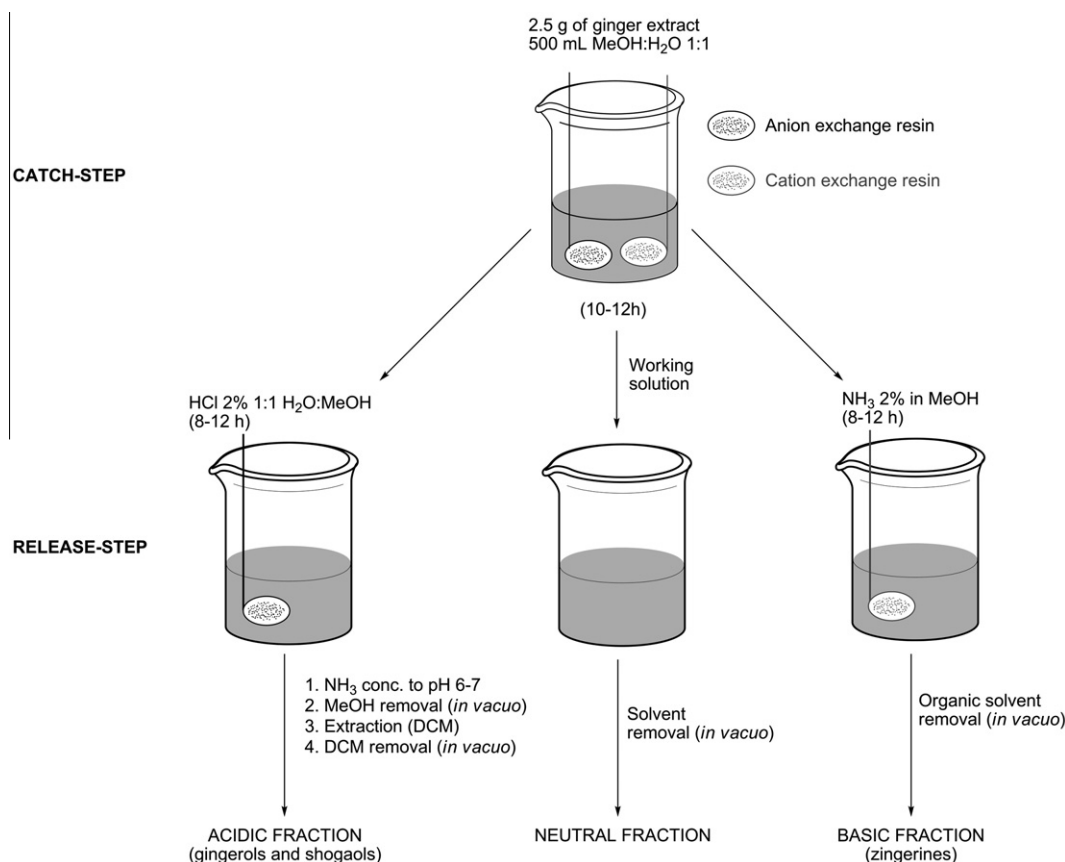 2.5 g of ginger extract
500 mL MeOH:H₂O 1:1
Anion exchange resin
CATCH-STEP
Cation exchange resin
(10-12h)
Working
solution
HCl 2% 1:1 H₂O:MeOH
(8-12 h)
NH₃ 2% in MeOH
(8-12 h)
RELEASE-STEP
1. NH₃ conc. to pH 6-7
2. MeOH removal (in vacuo)
3. Extraction (DCM)
4. DCM removal (in vacuo)
Solvent
removal (in vacuo)
Organic solvent
removal (in vacuo)
ACIDIC FRACTION
(gingerols and shogaols)
NEUTRAL FRACTION
BASIC FRACTION
(zingerines)